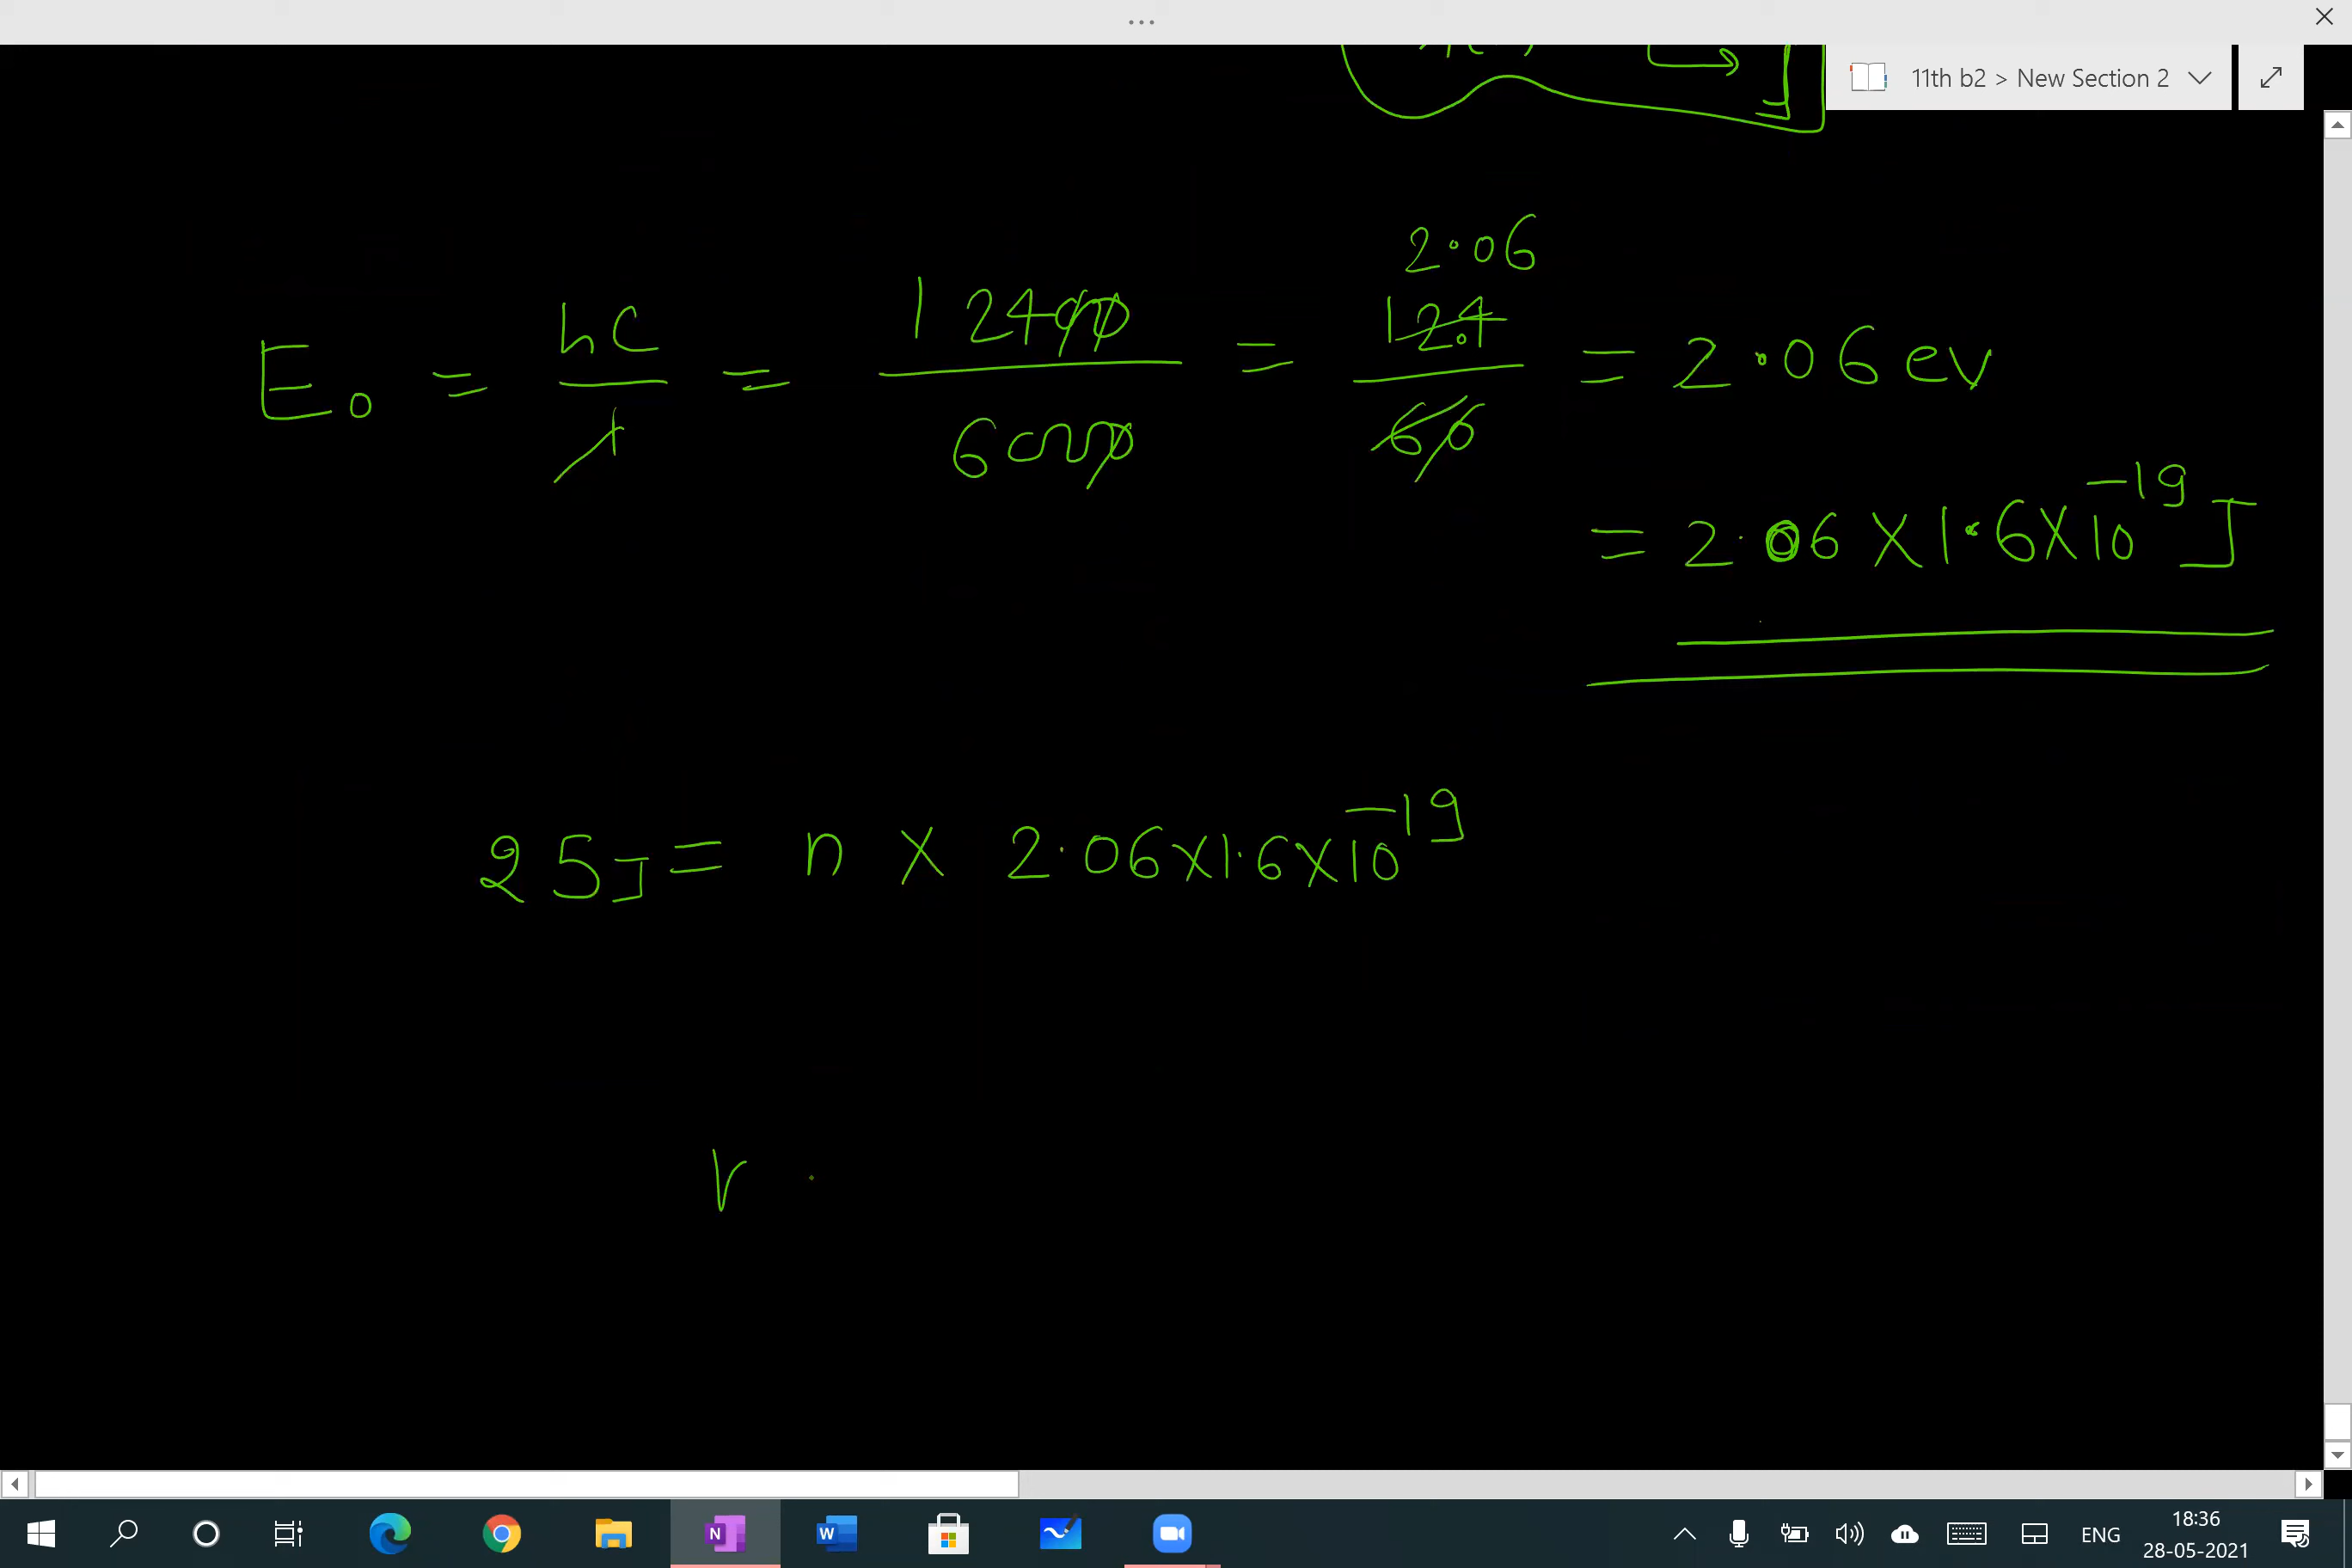 11th b2 > New Section 2
E₀ = hc/λ = 12400/6000 = 124/60 = 2.06 ev
2.06
= 2.06 X 1.6 X 10⁻¹⁹ J
25 J = n X 2.06 X 1.6 X 10⁻¹⁹
ENG
18:36
28-05-2021